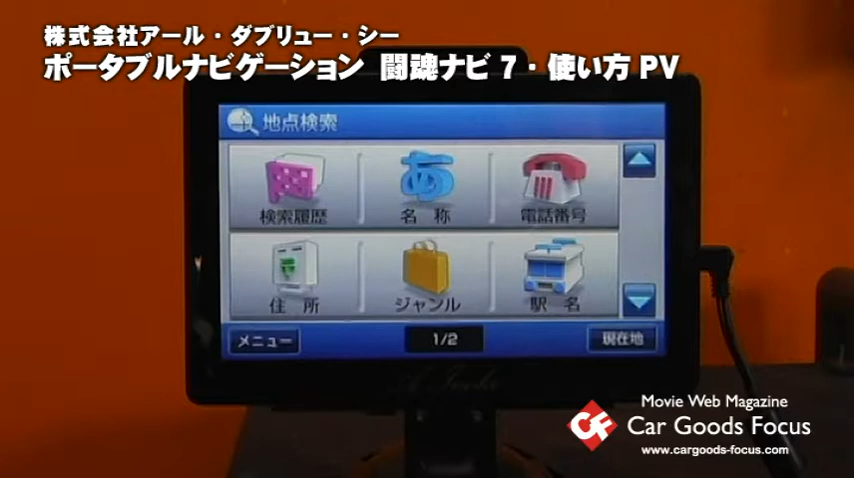 株式会社アール・ダブリュー・シー
ポータブルナビゲーション 闘魂ナビ7・使い方PV
地点検索
検索履歴 名 称 電話番号
住 所 ジャンル 駅 名
メニュー 1/2 現在地
Movie Web Magazine
CF Car Goods Focus
www.cargoods-focus.com